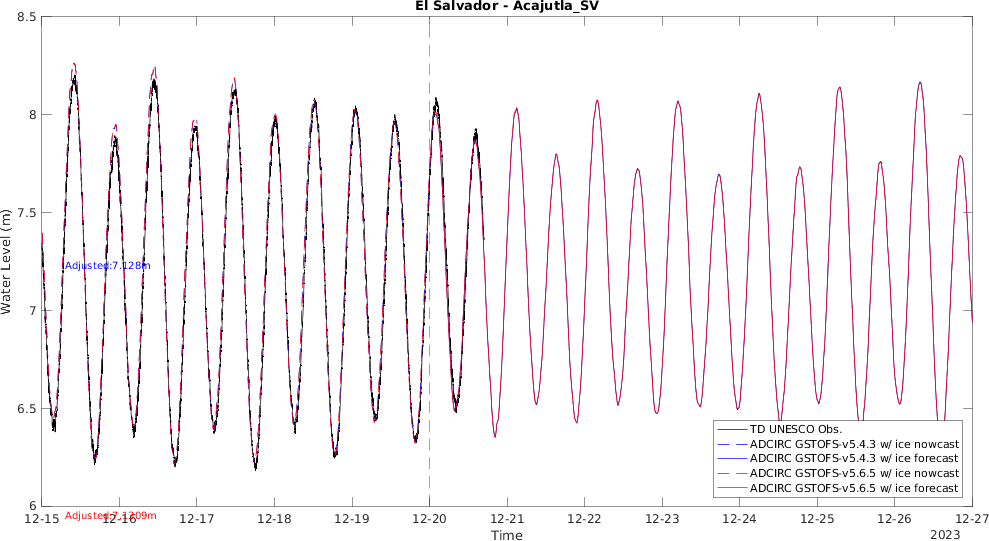 El Salvador - Acajutla_SV
8.5
8
7.5
7
6.5
6
Water Level (m)
Adjusted:7.128m
Adjusted:7.1209m
TD UNESCO Obs.
ADCIRC GSTOFS-v5.4.3 w/ ice nowcast
ADCIRC GSTOFS-v5.4.3 w/ ice forecast
ADCIRC GSTOFS-v5.6.5 w/ ice nowcast
ADCIRC GSTOFS-v5.6.5 w/ ice forecast
12-15 12-16 12-17 12-18 12-19 12-20 12-21 12-22 12-23 12-24 12-25 12-26 12-27
Time
2023